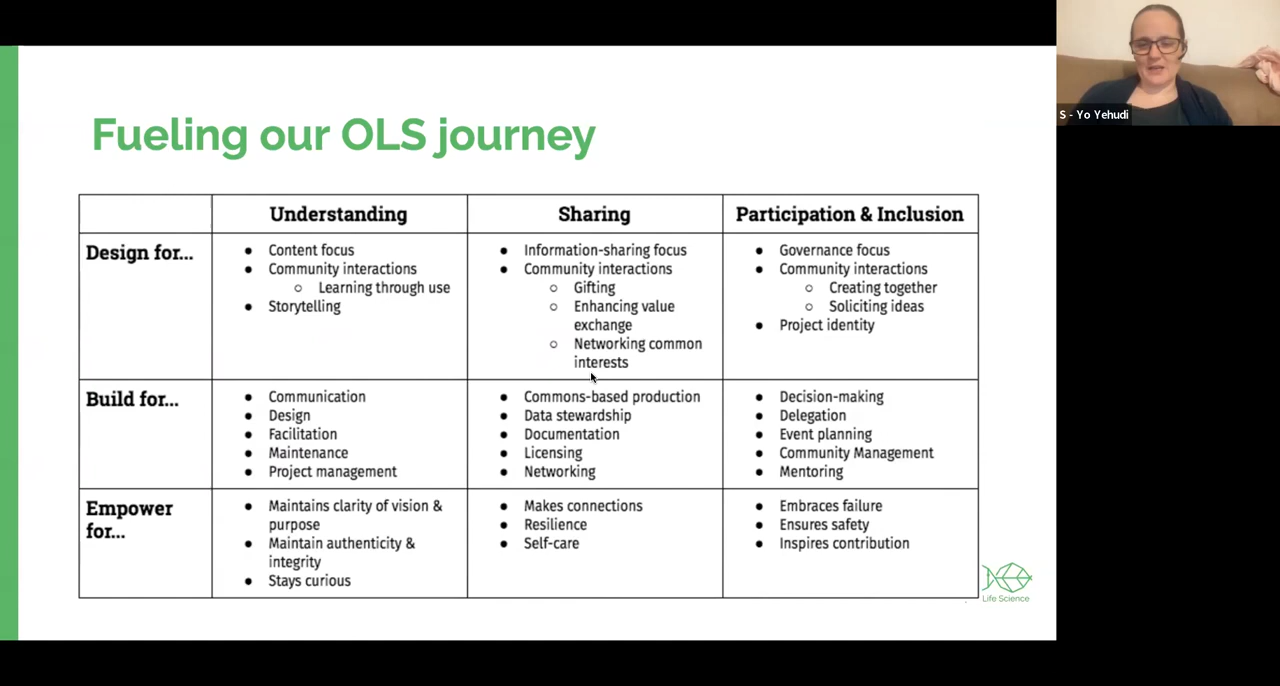 Fueling our OLS journey
Understanding
Sharing
Participation & Inclusion
Design for...
● Content focus
● Community interactions
○ Learning through use
● Storytelling
● Information-sharing focus
● Community interactions
○ Gifting
○ Enhancing value
exchange
○ Networking common
interests
● Governance focus
● Community interactions
○ Creating together
○ Soliciting ideas
● Project identity
Build for...
● Communication
● Design
● Facilitation
● Maintenance
● Project management
● Commons-based production
● Data stewardship
● Documentation
● Licensing
● Networking
● Decision-making
● Delegation
● Event planning
● Community Management
● Mentoring
Empower
for...
● Maintains clarity of vision &
purpose
● Maintain authenticity &
integrity
● Stays curious
● Makes connections
● Resilience
● Self-care
● Embraces failure
● Ensures safety
● Inspires contribution
Life Science
S - Yo Yehudi